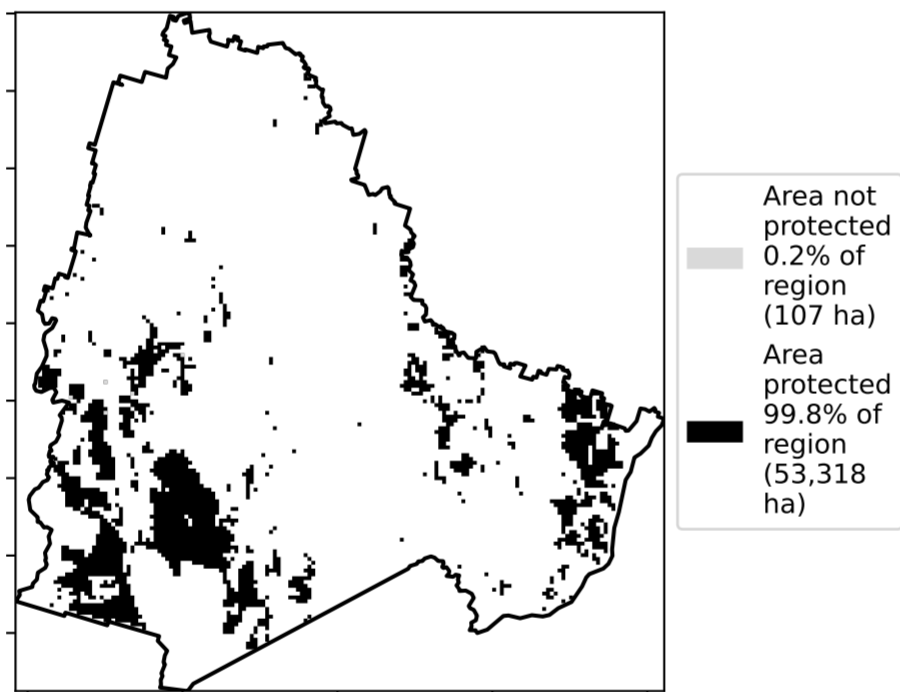 Area not
protected
0.2% of
region
(107 ha)
Area
protected
99.8% of
region
(53,318
ha)